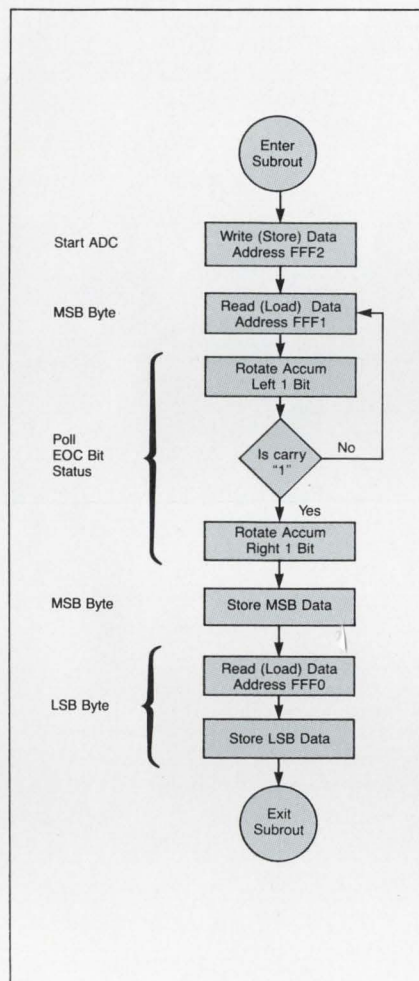 Enter
Subrout
Start ADC
Write (Store) Data
Address FFF2
MSB Byte
Read (Load) Data
Address FFF1
Rotate Accum
Left 1 Bit
Poll
EOC Bit
Status
Is carry
"1"
No
Yes
Rotate Accum
Right 1 Bit
MSB Byte
Store MSB Data
LSB Byte
Read (Load) Data
Address FFF0
Store LSB Data
Exit
Subrout